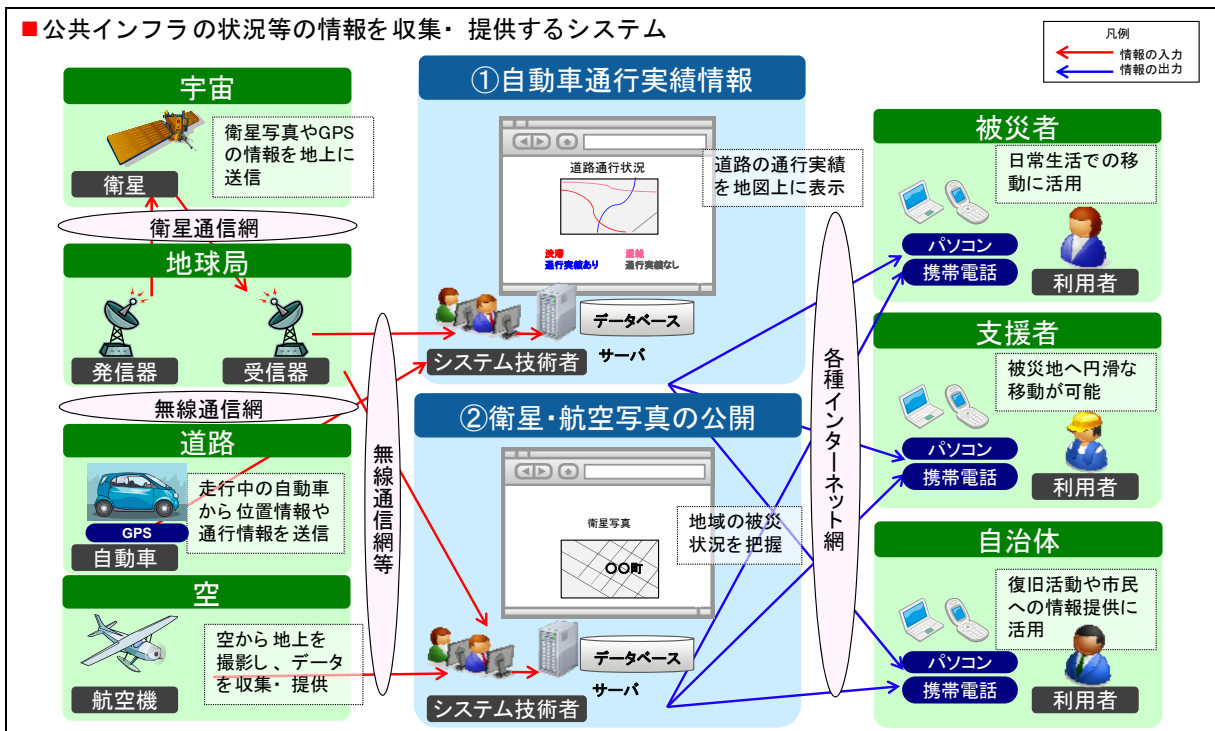 ■公共インフラの状況等の情報を収集・提供するシステム
凡例
情報の入力
情報の出力
宇宙
衛星写真やGPS
の情報を地上に
送信
衛星
衛星通信網
地球局
発信器
受信器
無線通信網
道路
走行中の自動車
から位置情報や
通行情報を送信
GPS
自動車
空
空から地上を
撮影し、データ
を収集・提供
航空機
無線通信網等
①自動車通行実績情報
道路通行状況
渋滞
混雑
通行実績あり
通行実績なし
道路の通行実績
を地図上に表示
データベース
サーバ
システム技術者
②衛星・航空写真の公開
衛星写真
〇〇町
地域の被災
状況を把握
データベース
サーバ
システム技術者
各種インターネット網
被災者
日常生活での移
動に活用
パソコン
携帯電話
利用者
支援者
被災地へ円滑な
移動が可能
パソコン
携帯電話
利用者
自治体
復旧活動や市民
への情報提供に
活用
パソコン
携帯電話
利用者